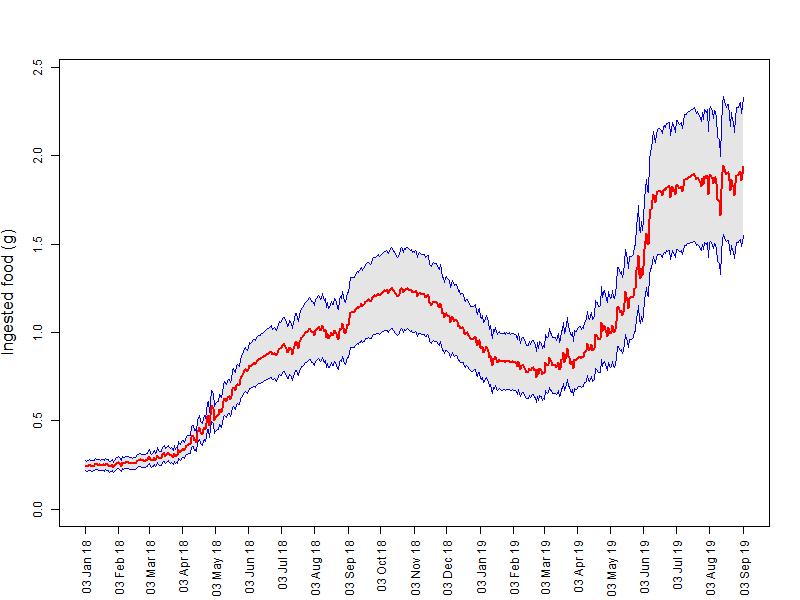 Ingested food (g)
2.5
2.0
1.5
1.0
0.5
0.0
03 Jan 18
03 Feb 18
03 Mar 18
03 Apr 18
03 May 18
03 Jun 18
03 Jul 18
03 Aug 18
03 Sep 18
03 Oct 18
03 Nov 18
03 Dec 18
03 Jan 19
03 Feb 19
03 Mar 19
03 Apr 19
03 May 19
03 Jun 19
03 Jul 19
03 Aug 19
03 Sep 19